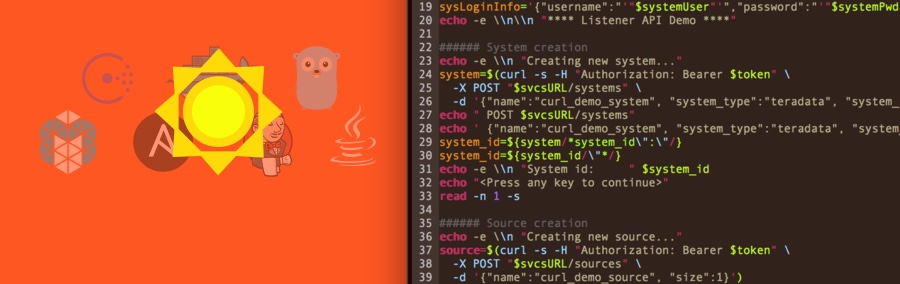 A
19 sysLoginInfo='{"username":"'"$systemUser"'","password":"'"$systemPwd
20 echo -e \\n\\n "**** Listener API Demo ****"
21
22 ###### System creation
23 echo -e \\n "Creating new system..."
24 system=$(curl -s -H "Authorization: Bearer $token" \
25 -X POST "$svcsURL/systems" \
26 -d '{"name":"curl_demo_system", "system_type":"teradata", "system_
27 echo " POST $svcsURL/systems"
28 echo ' {"name":"curl_demo_system", "system_type":"teradata", "syste
29 system_id=${system/*system_id\":\"/}
30 system_id=${system_id/\"*/}
31 echo -e \\n "System id:     " $system_id
32 echo "<Press any key to continue>"
33 read -n 1 -s
34
35 ###### Source creation
36 echo -e \\n "Creating new source..."
37 source=$(curl -s -H "Authorization: Bearer $token" \
38 -X POST "$svcsURL/sources" \
39 -d '{"name":"curl_demo_source", "size":1}')